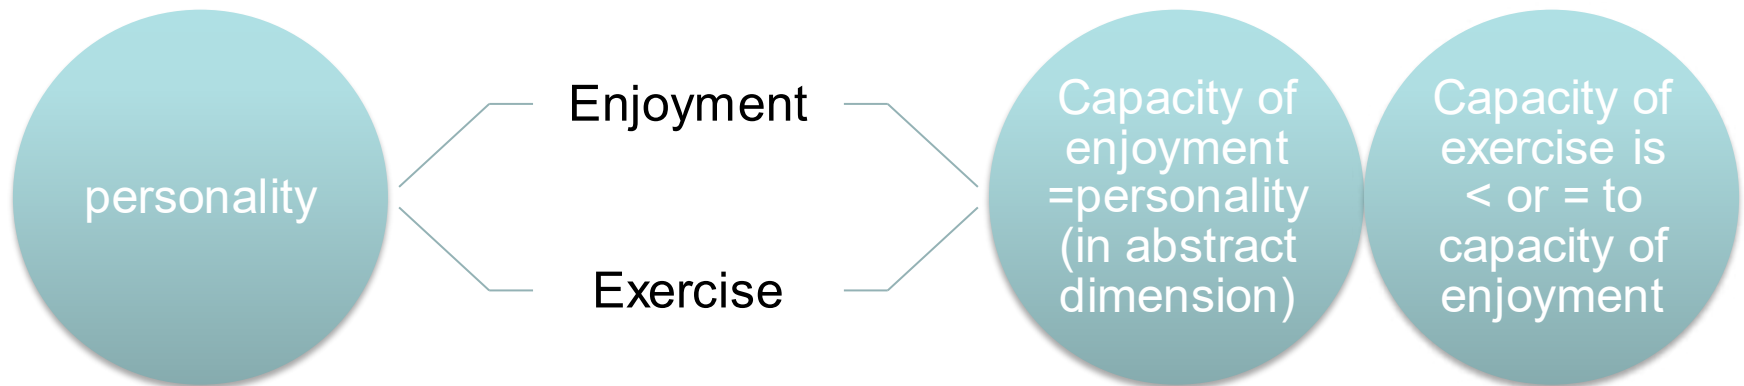 personality
Enjoyment
Exercise
Capacity of
enjoyment
=personality
(in abstract
dimension)
Capacity of
exercise is
< or = to
capacity of
enjoyment